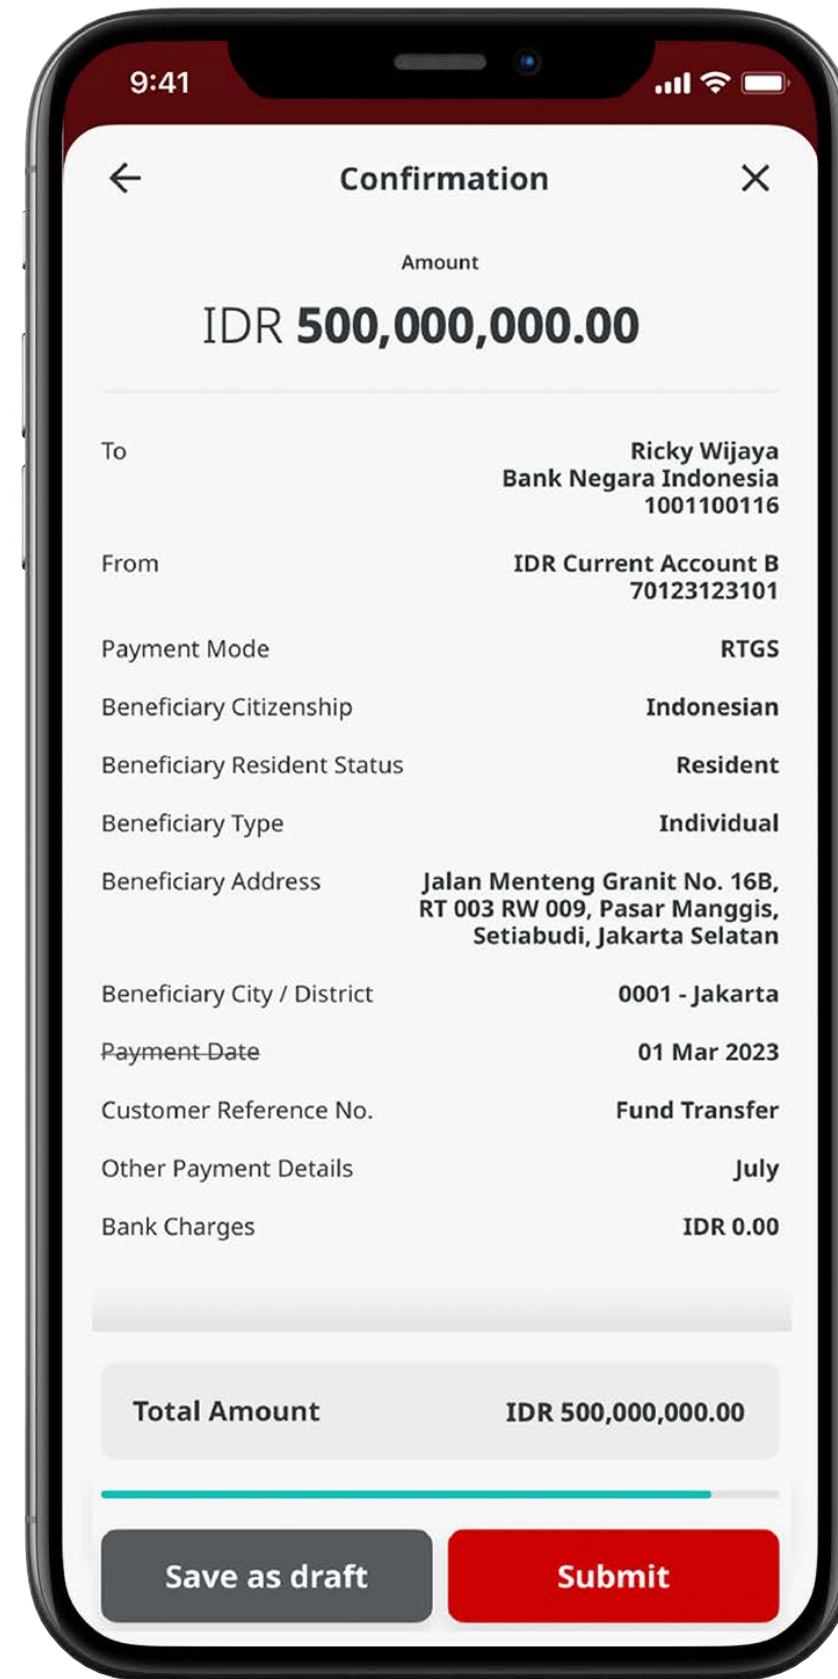 9:41
Confirmation
Amount
IDR 500,000,000.00
To
Ricky Wijaya
Bank Negara Indonesia
1001100116
From
IDR Current Account B
70123123101
Payment Mode
RTGS
Beneficiary Citizenship
Indonesian
Beneficiary Resident Status
Resident
Beneficiary Type
Individual
Beneficiary Address
Jalan Menteng Granit No. 16B,
RT 003 RW 009, Pasar Manggis,
Setiabudi, Jakarta Selatan
Beneficiary City / District
0001 - Jakarta
Payment Date
01 Mar 2023
Customer Reference No.
Fund Transfer
Other Payment Details
July
Bank Charges
IDR 0.00
Total Amount
IDR 500,000,000.00
Save as draft
Submit